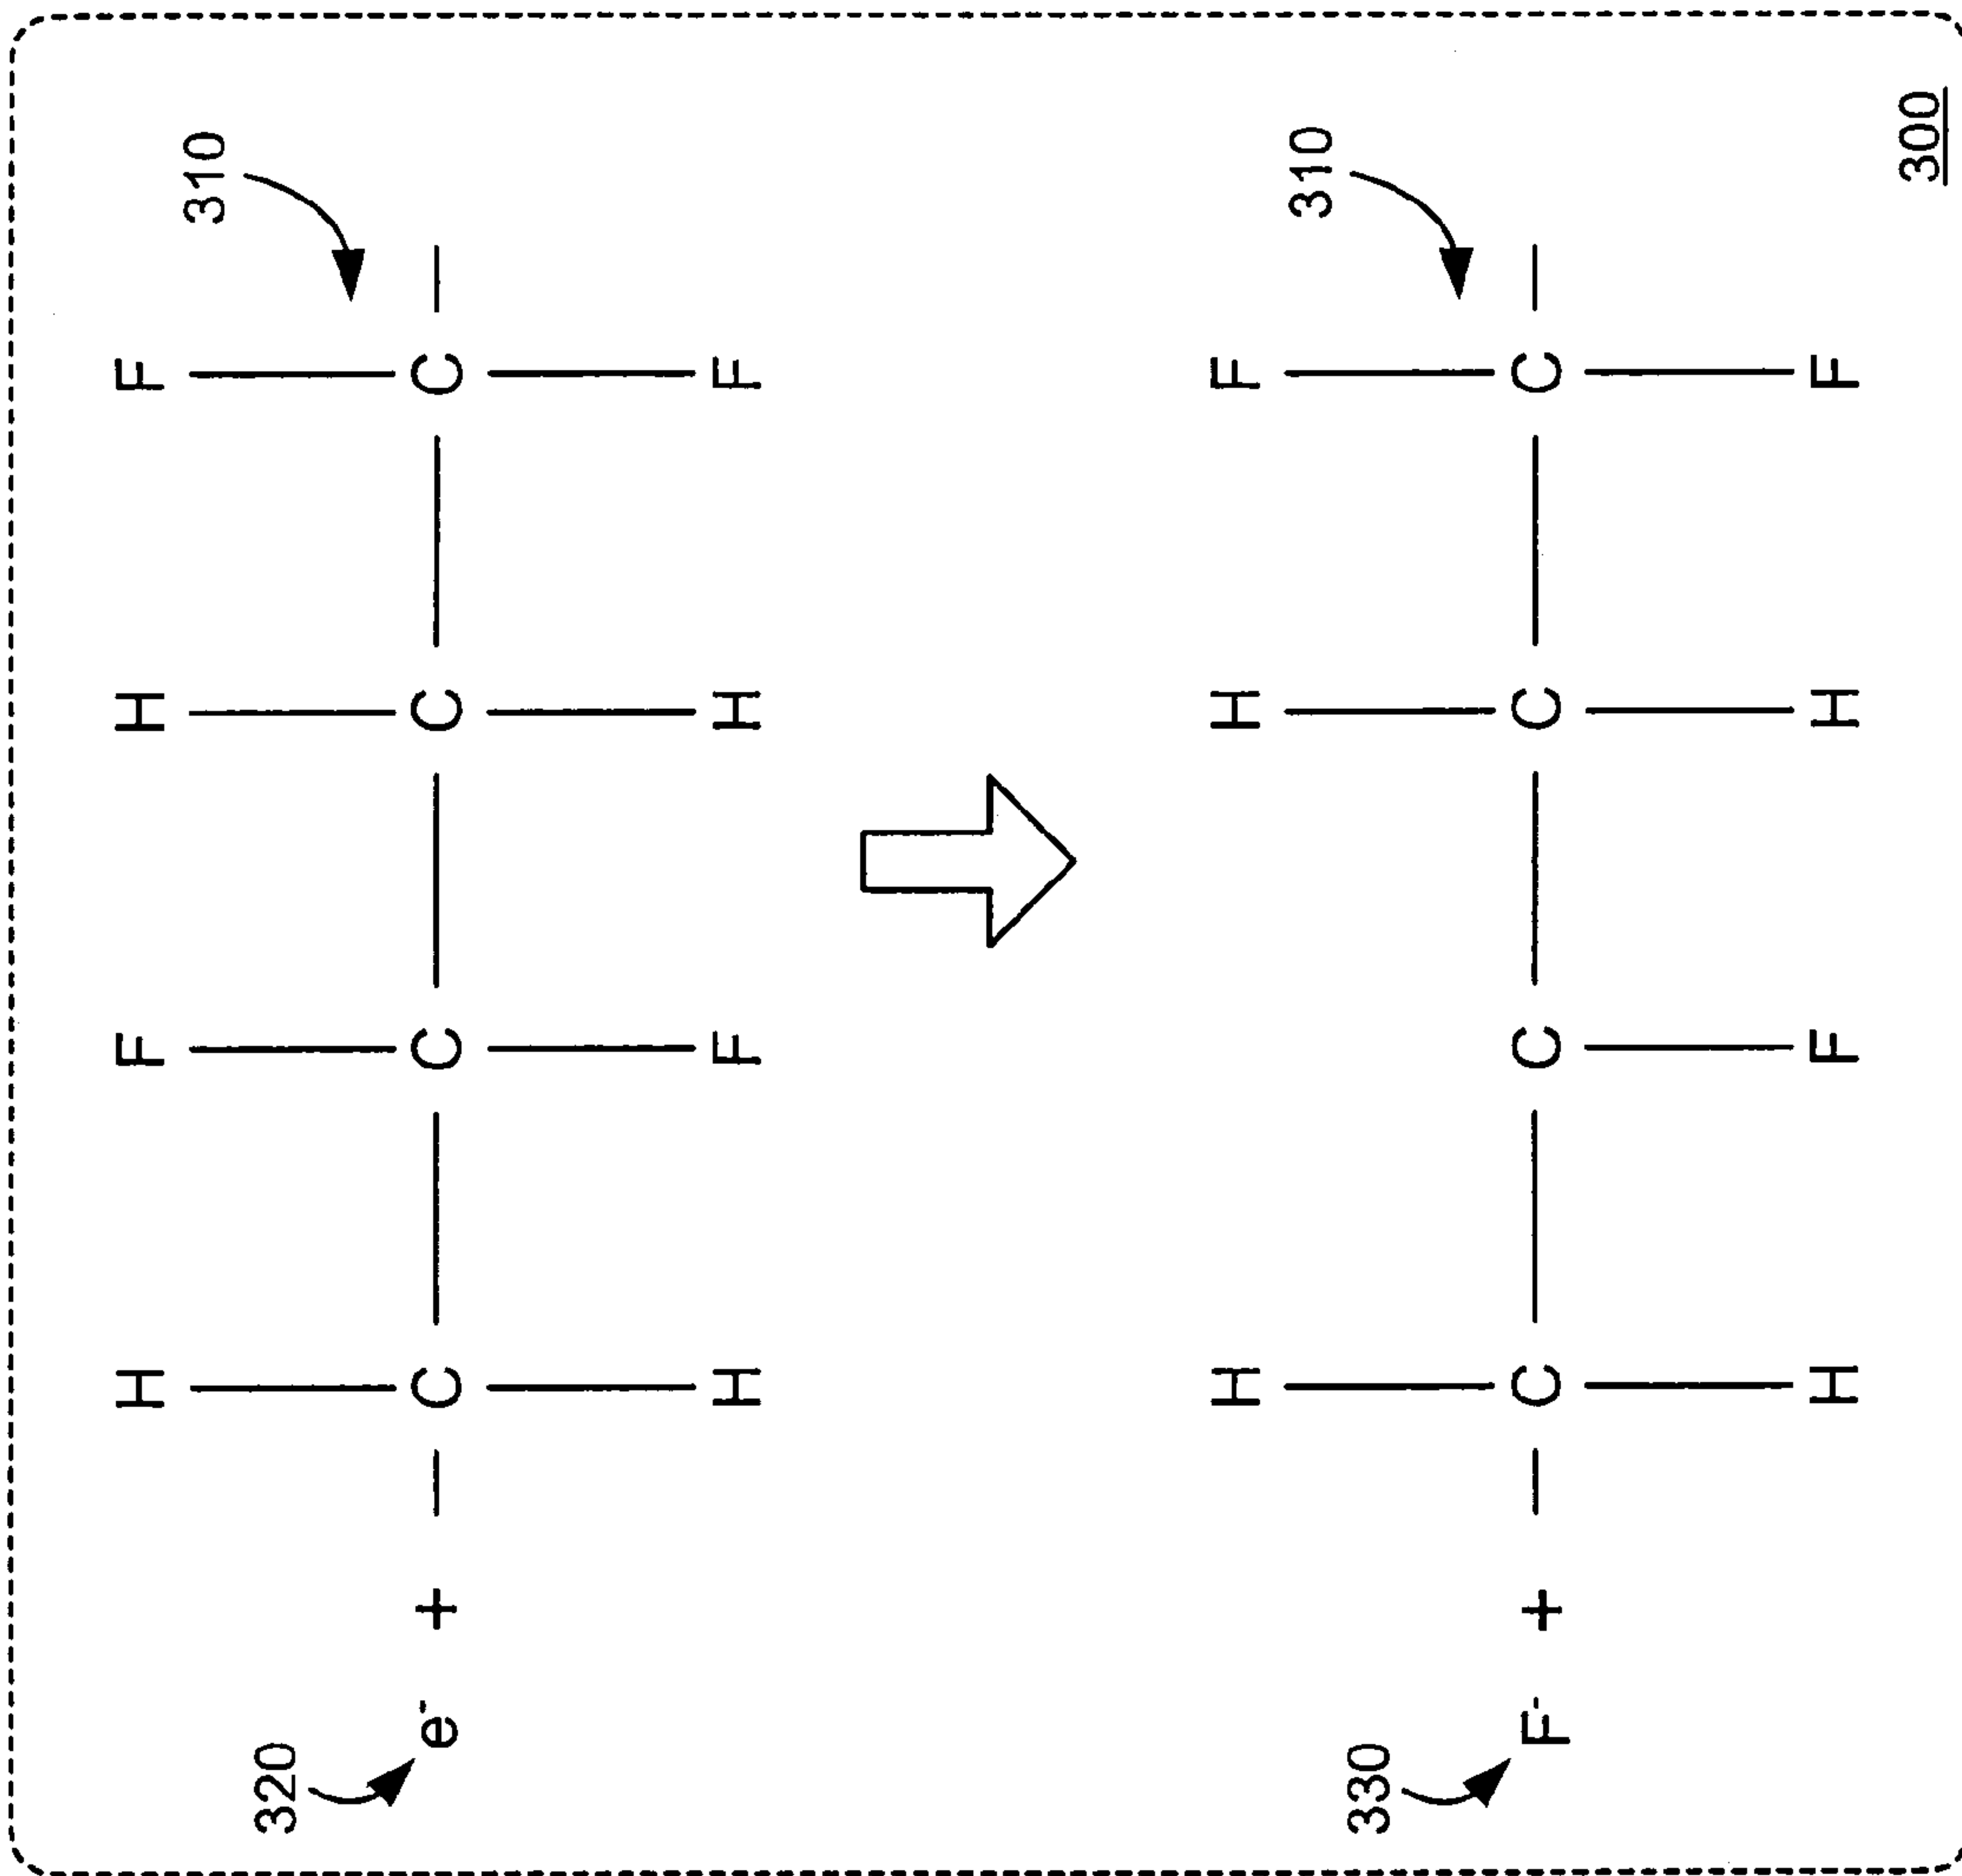 H F H F
310
320
e⁻ + C C C C
H F H F
H H F
310
330
F⁻ + C C C C
H F H F
300